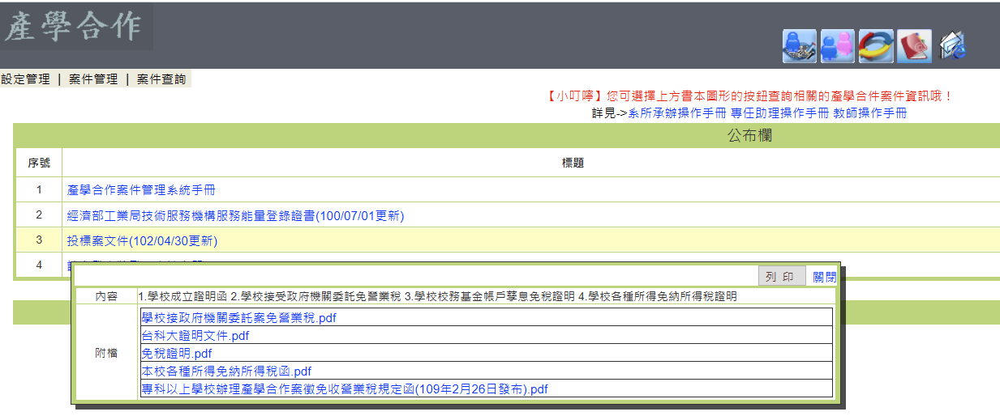 產學合作
設定管理 | 案件管理 | 案件查詢
【小叮嚀】您可選擇上方書本圖形的按鈕查詢相關的產學合件案件資訊哦！
詳見->系所承辦操作手冊 專任助理操作手冊 教師操作手冊
公布欄
序號 標題
1 產學合作案件管理系統手冊
2 經濟部工業局技術服務機構服務能量登錄證書(100/07/01更新)
3 投標案文件(102/04/30更新)
4
列 印 關閉
內容 1.學校成立證明函 2.學校接受政府機關委託免營業稅 3.學校校務基金帳戶孳息免稅證明 4.學校各種所得免納所得稅證明
附檔
學校接政府機關委託案免營業稅.pdf
台科大證明文件.pdf
免稅證明.pdf
本校各種所得免納所得稅函.pdf
專科以上學校辦理產學合作案徵免收營業稅規定函(109年2月26日發布).pdf